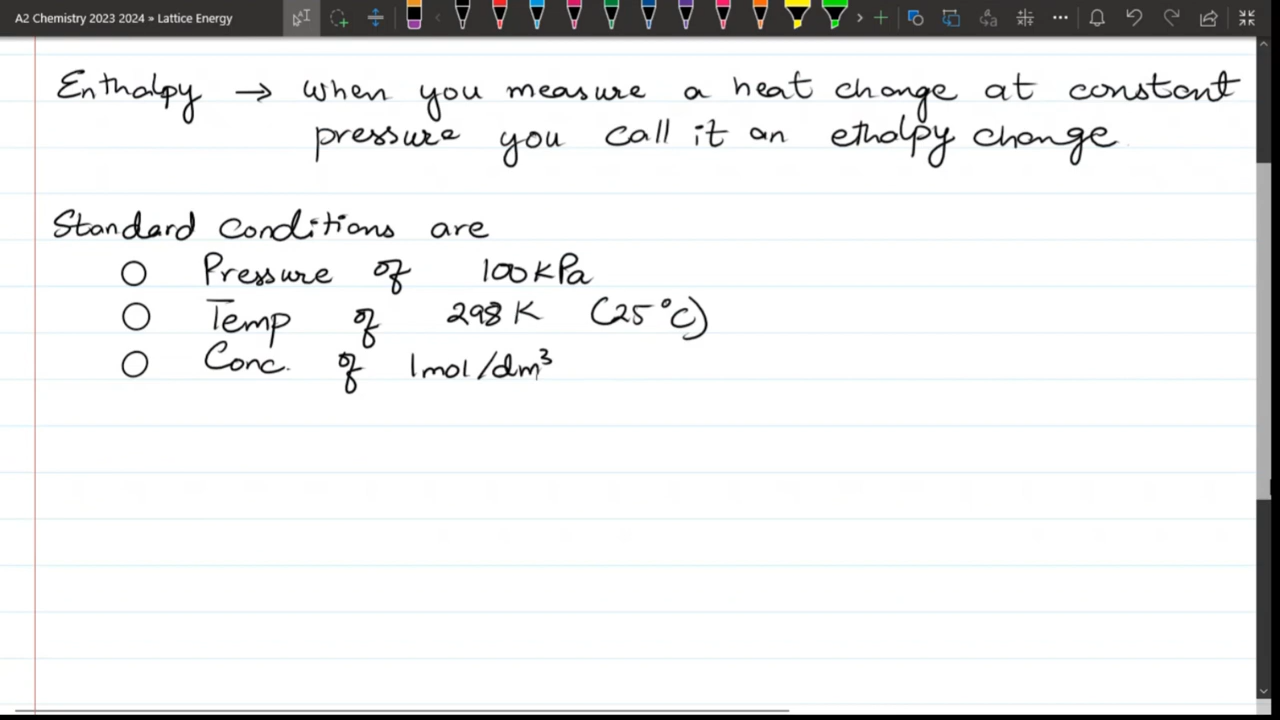 A2 Chemistry 2023 2024 » Lattice Energy
Enthalpy → when you measure a heat change at constant
pressure you call it an ethalpy change
Standard conditions are
○ Pressure of 100kPa
○ Temp of 298 K (25°C)
○ Conc. of 1mol/dm³